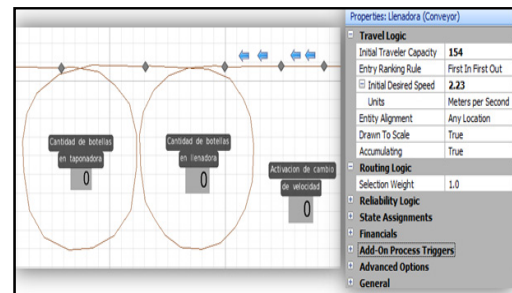 Properties: Llenadora (Conveyor)
Travel Logic
Initial Traveler Capacity 154
Entry Ranking Rule First In First Out
Initial Desired Speed 2.23
Units Meters per Second
Entity Alignment Any Location
Drawn To Scale True
Accumulating True
Routing Logic
Selection Weight 1.0
Reliability Logic
State Assignments
Financials
Add-On Process Triggers
Advanced Options
General
Cantidad de botellas
en taponadora
0
Cantidad de botellas
en llenadora
0
Activacion de cambio
de velocidad
0